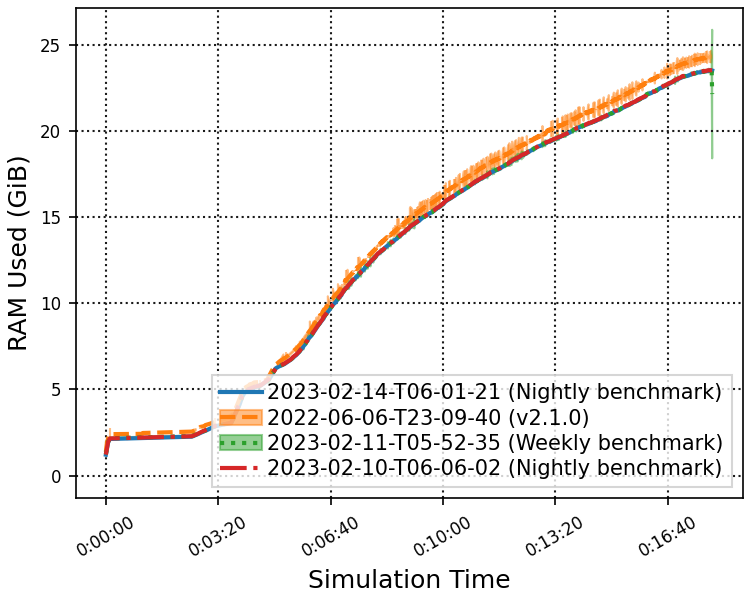 25
20
15
10
5
0
RAM Used (GiB)
2023-02-14-T06-01-21 (Nightly benchmark)
2022-06-06-T23-09-40 (v2.1.0)
2023-02-11-T05-52-35 (Weekly benchmark)
2023-02-10-T06-06-02 (Nightly benchmark)
0:00:00
0:03:20
0:06:40
0:10:00
0:13:20
0:16:40
Simulation Time